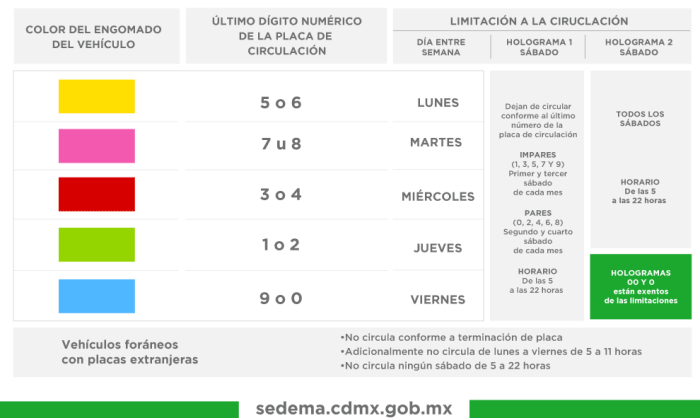 COLOR DEL ENGOMADO
DEL VEHÍCULO
ÚLTIMO DÍGITO NUMÉRICO
DE LA PLACA DE
CIRCULACIÓN
LIMITACIÓN A LA CIRUCLACIÓN
DÍA ENTRE
SEMANA
HOLOGRAMA 1
SÁBADO
HOLOGRAMA 2
SÁBADO
5 o 6
LUNES
7 u 8
MARTES
3 o 4
MIÉRCOLES
1 o 2
JUEVES
9 o 0
VIERNES
Dejan de circular
conforme al último
número de la
placa de circulación
IMPARES
(1, 3, 5, 7 Y 9)
Primer y tercer
sábado
de cada mes
PARES
(0, 2, 4, 6, 8)
Segundo y cuarto
sábado
de cada mes
HORARIO
De las 5
a las 22 horas
TODOS LOS
SÁBADOS
HORARIO
De las 5
a las 22 horas
HOLOGRAMAS
00 Y 0
están exentos
de las limitaciones
Vehículos foráneos
con placas extranjeras
•No circula conforme a terminación de placa
•Adicionalmente no circula de lunes a viernes de 5 a 11 horas
•No circula ningún sábado de 5 a 22 horas
sedema.cdmx.gob.mx